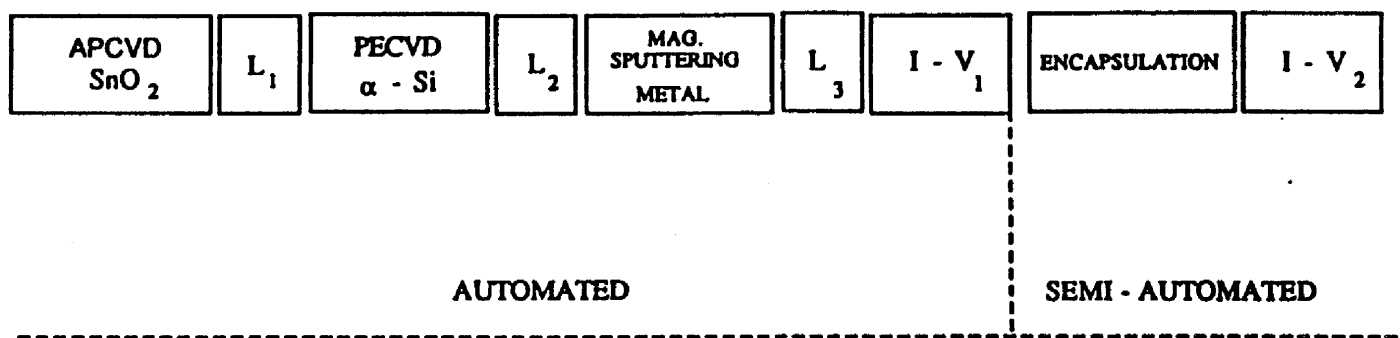 APCVD
SnO₂
L₁
PECVD
α - Si
L₂
MAG.
SPUTTERING
METAL
L₃
I - V₁
ENCAPSULATION
I - V₂
AUTOMATED
SEMI - AUTOMATED